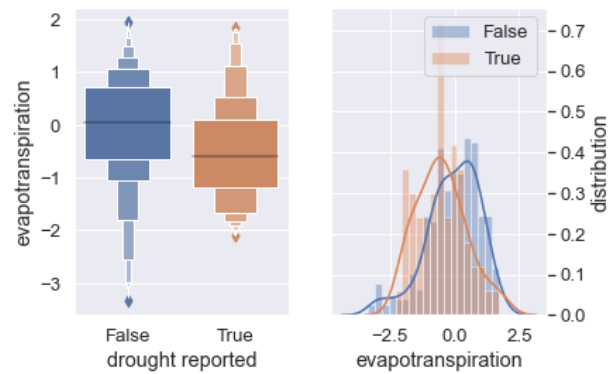 2
1
0
−1
−2
−3
evapotranspiration
False
True
drought reported
False
True
0.7
0.6
0.5
0.4
0.3
0.2
0.1
0.0
distribution
−2.5
0.0
2.5
evapotranspiration